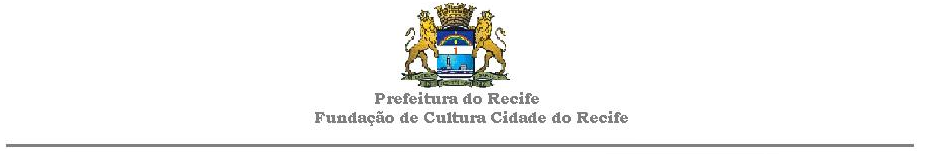 Prefeitura do Recife
Fundação de Cultura Cidade do Recife